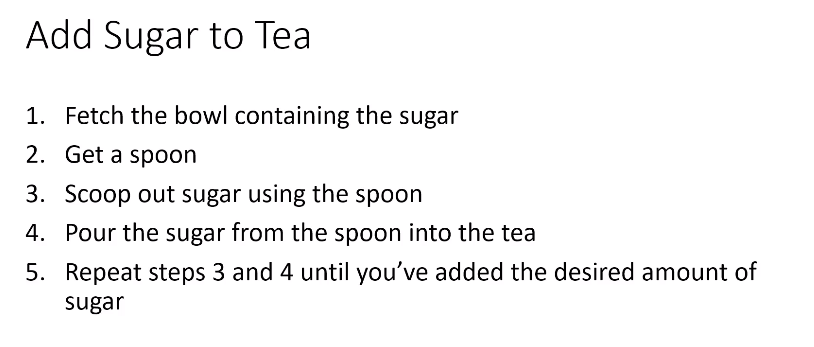 Add Sugar to Tea
1. Fetch the bowl containing the sugar
2. Get a spoon
3. Scoop out sugar using the spoon
4. Pour the sugar from the spoon into the tea
5. Repeat steps 3 and 4 until you’ve added the desired amount of
sugar